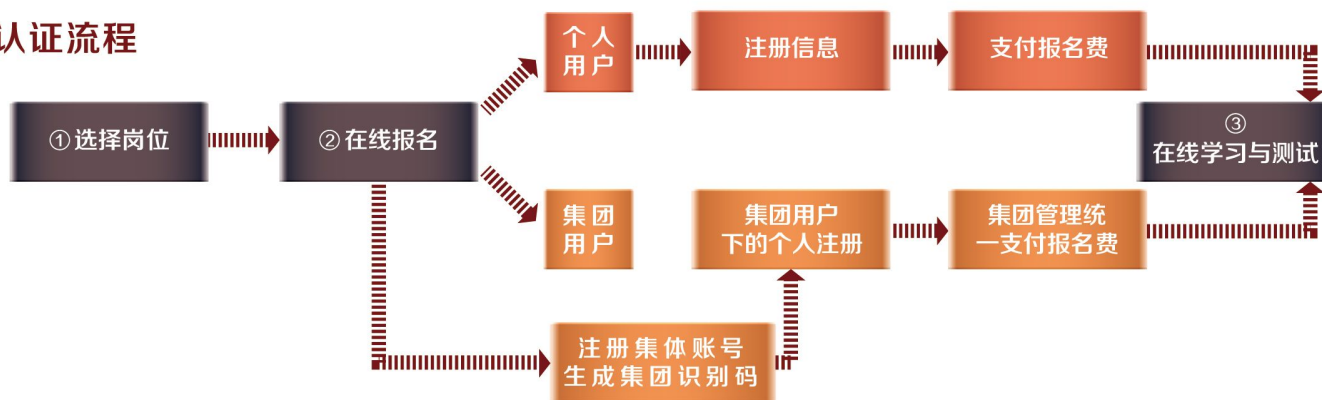 认证流程
①选择岗位
②在线报名
个人
用户
注册信息
支付报名费
集团
用户
注册集体账号
生成集团识别码
集团用户
下的个人注册
集团管理统
一支付报名费
③
在线学习与测试